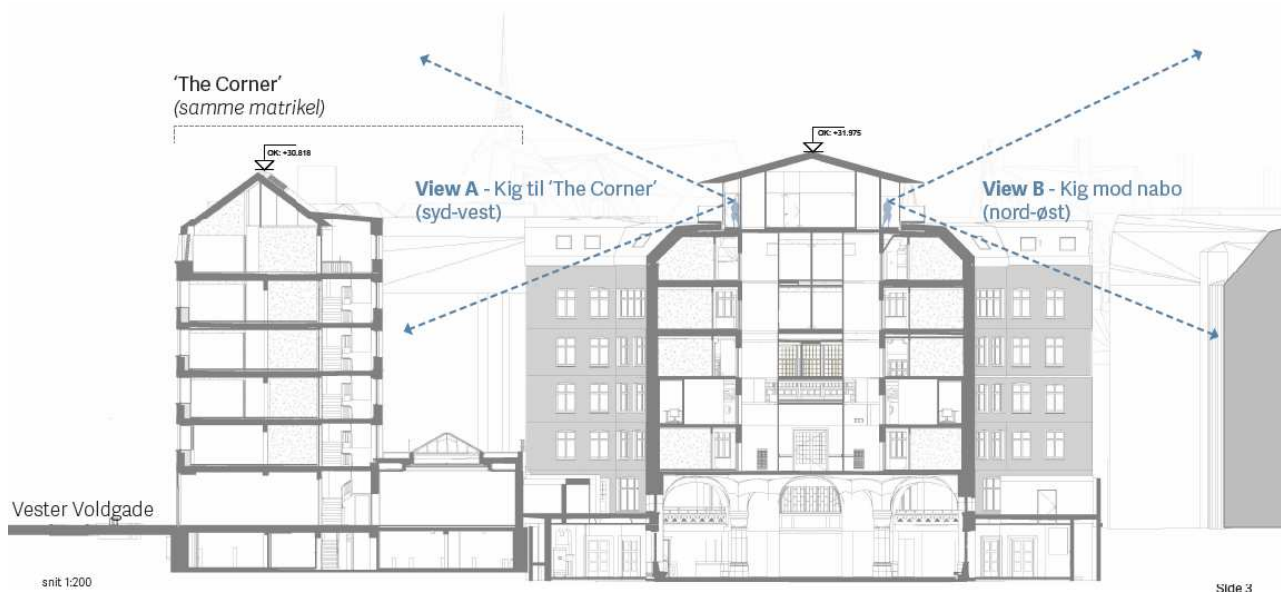 'The Corner'
(samme matrikel)
OK: +30.818
OK: +31.975
View A - Kig til 'The Corner'
(syd-vest)
View B - Kig mod nabo
(nord-øst)
Vester Voldgade
snit 1:200
Side 3